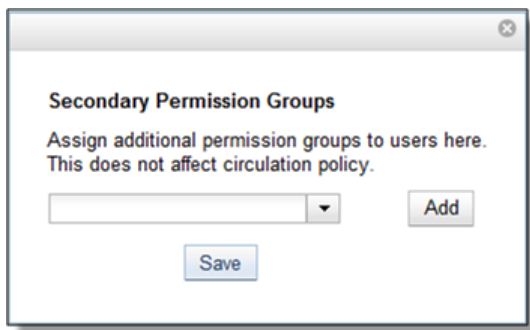 Secondary Permission Groups
Assign additional permission groups to users here.
This does not affect circulation policy.
Add
Save